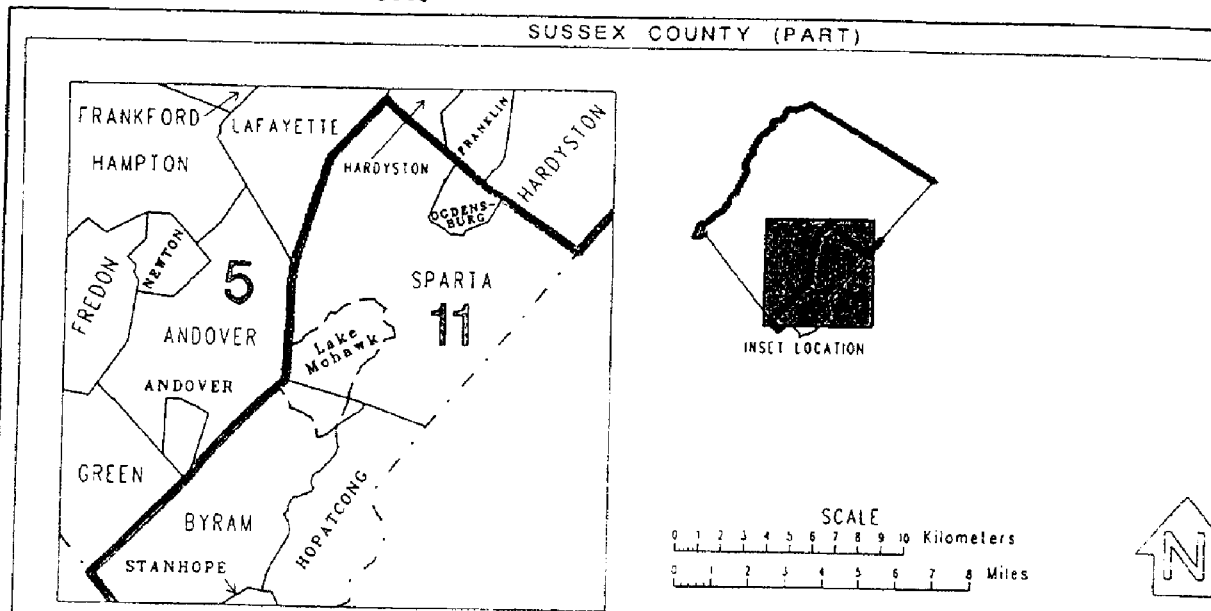 SUSSEX COUNTY (PART)
FRANKFORD
LAFAYETTE
HAMPTON
HARDYSTON
FRANKLIN
HARDYSTON
OGDENS-
BURG
NEWTON
FREDON
5
SPARTA
11
ANDOVER
Lake
Mohawk
ANDOVER
GREEN
BYRAM
HOPATCONG
STANHOPE
INSET LOCATION
SCALE
0 1 2 3 4 5 6 7 8 9 10 Kilometers
0 1 2 3 4 5 6 7 8 Miles
N